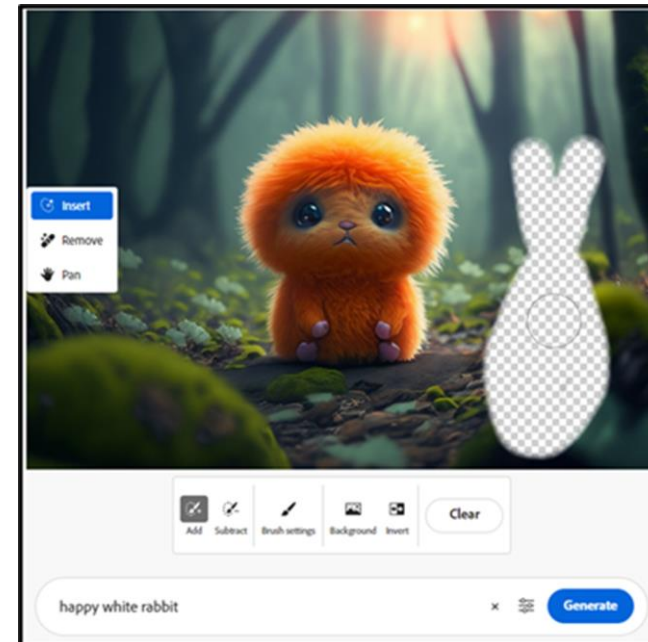 Insert
Remove
Pan
Add Subtract Brush settings Background Invert Clear
happy white rabbit × Generate